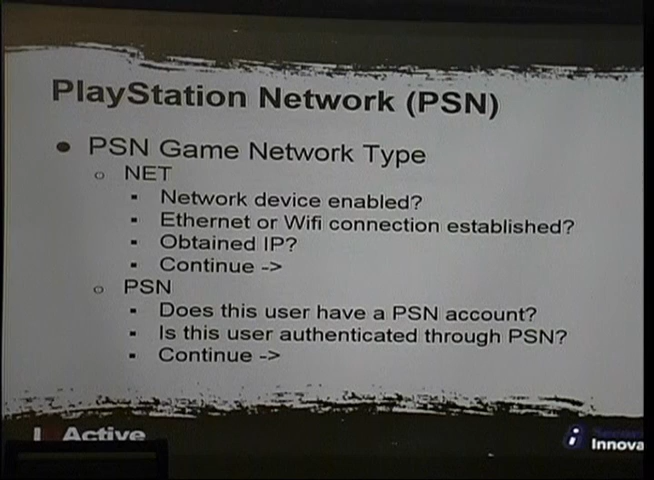 PlayStation Network (PSN)
● PSN Game Network Type
o NET
▪ Network device enabled?
▪ Ethernet or Wifi connection established?
▪ Obtained IP?
▪ Continue ->
o PSN
▪ Does this user have a PSN account?
▪ Is this user authenticated through PSN?
▪ Continue ->
Active
Innova